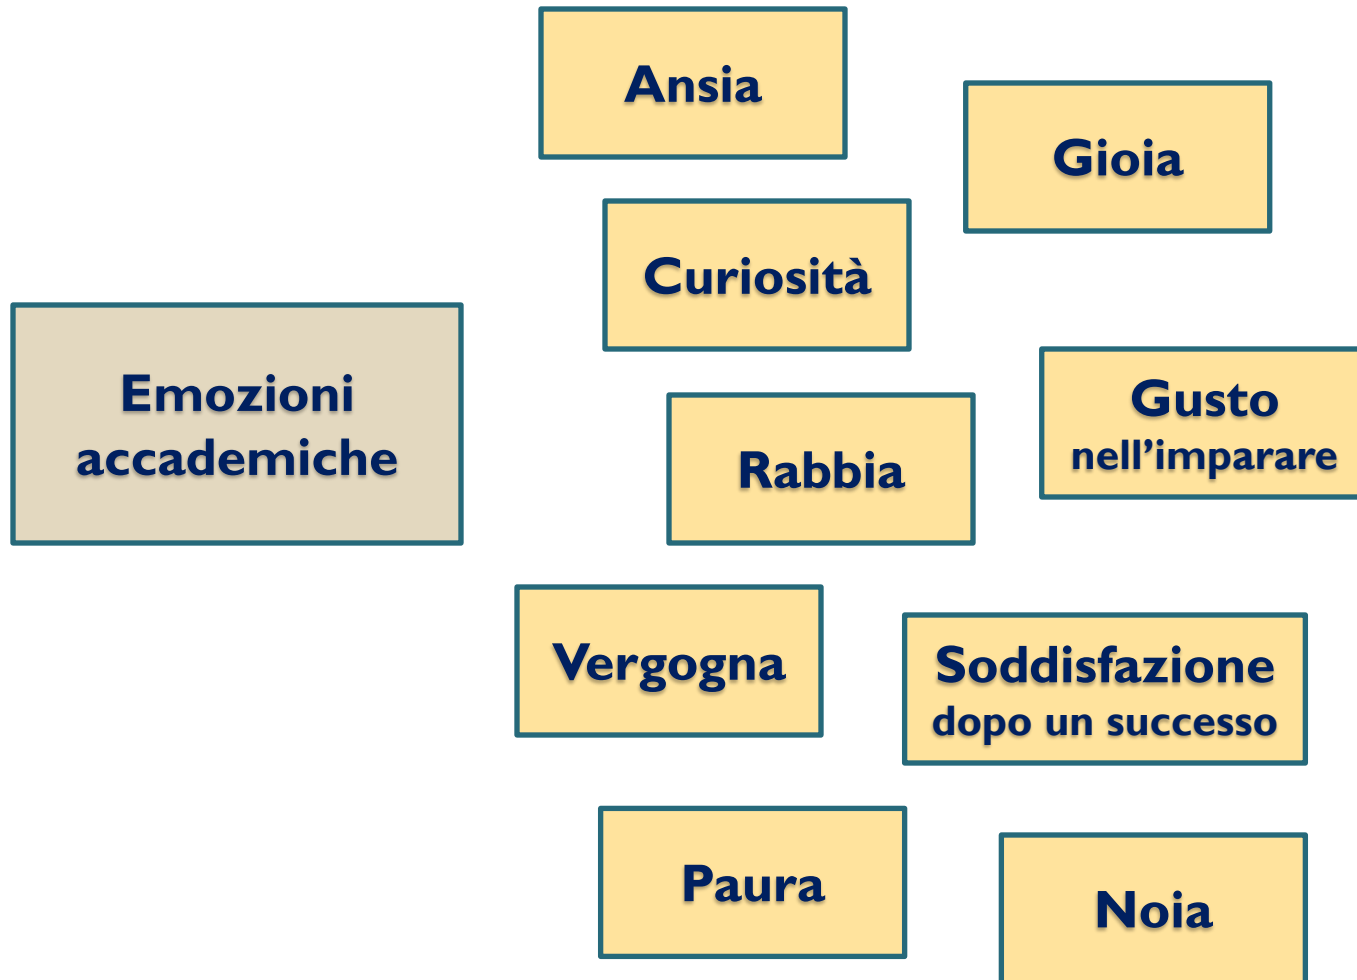 Ansia
Gioia
Curiosità
Emozioni
accademiche
Gusto
nell’imparare
Rabbia
Vergogna
Soddisfazione
dopo un successo
Paura
Noia